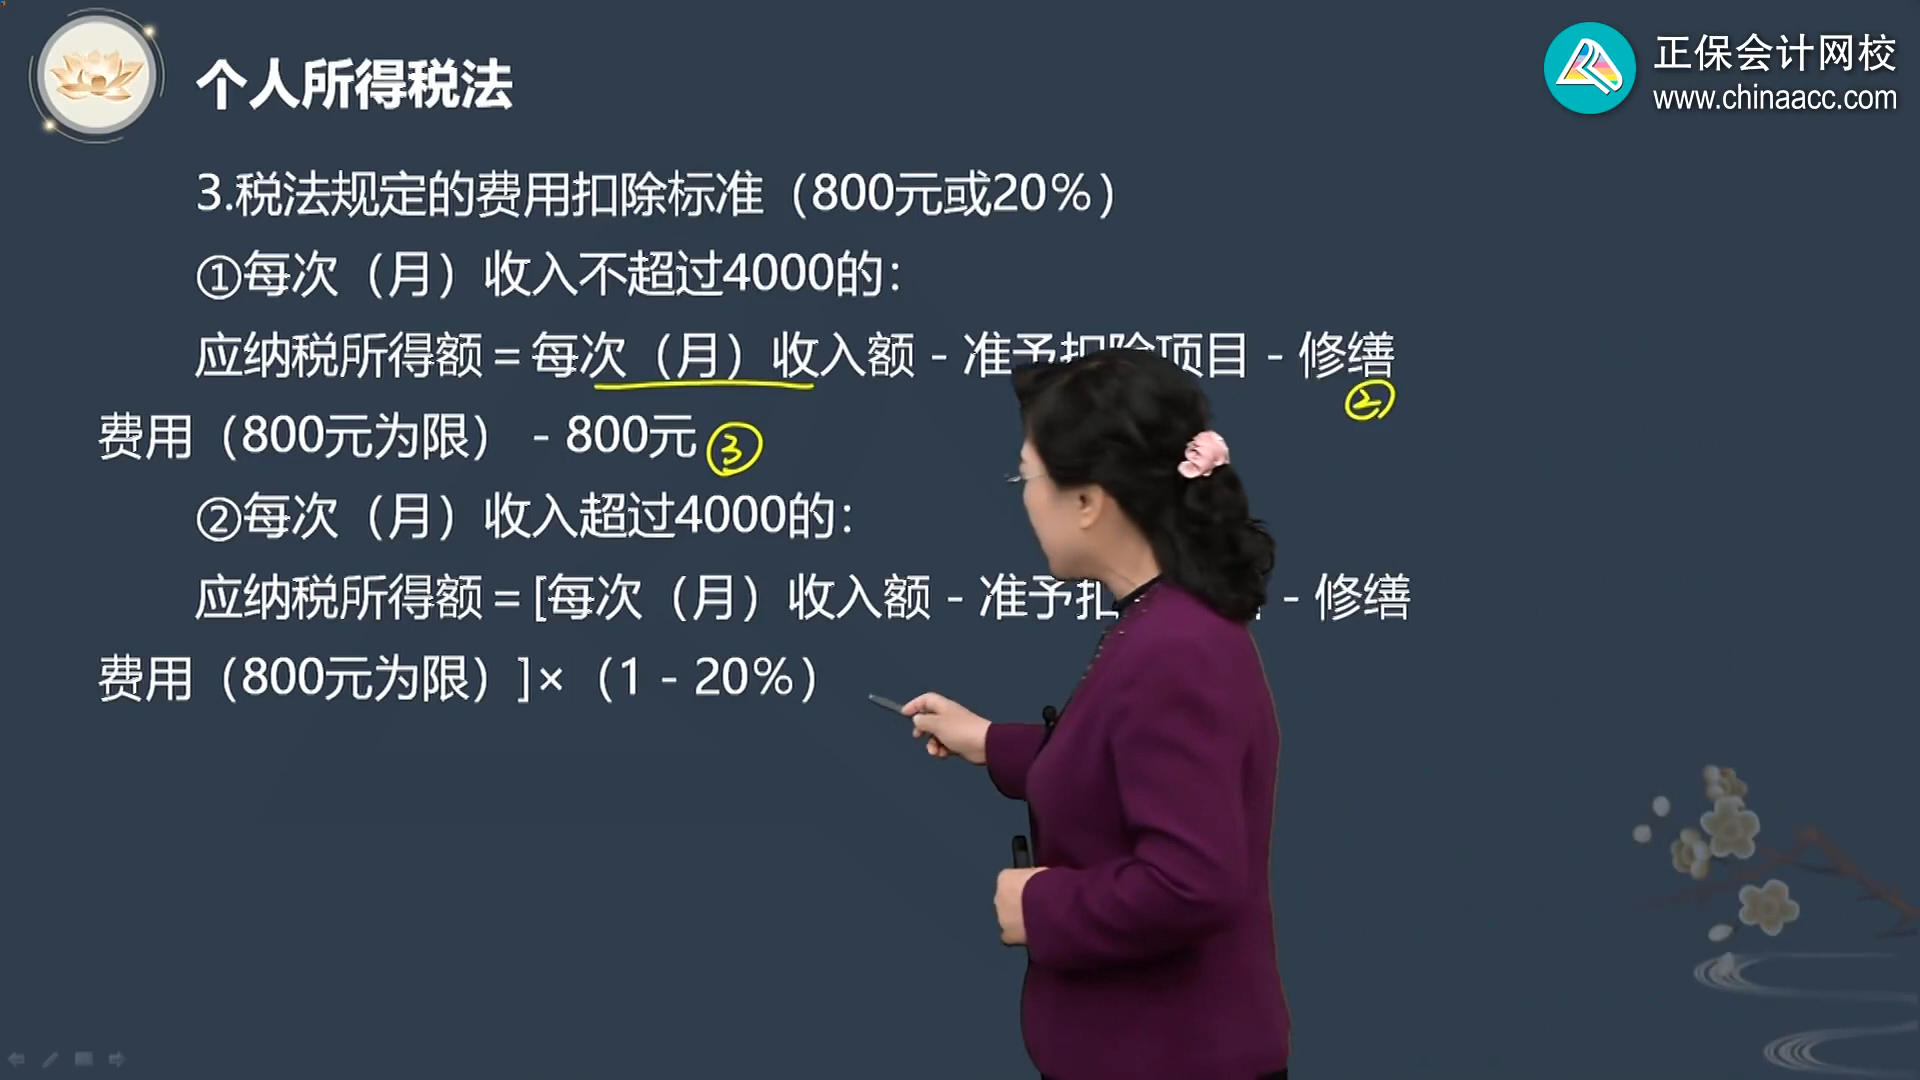 个人所得税法
正保会计网校
www.chinaacc.com
3.税法规定的费用扣除标准（800元或20%）
①每次（月）收入不超过4000的：
应纳税所得额＝每次（月）收入额－准予扣除项目－修缮
②
费用（800元为限）－800元 ③
②每次（月）收入超过4000的：
应纳税所得额＝[每次（月）收入额－准予扣 －修缮
费用（800元为限）]×（1－20%）